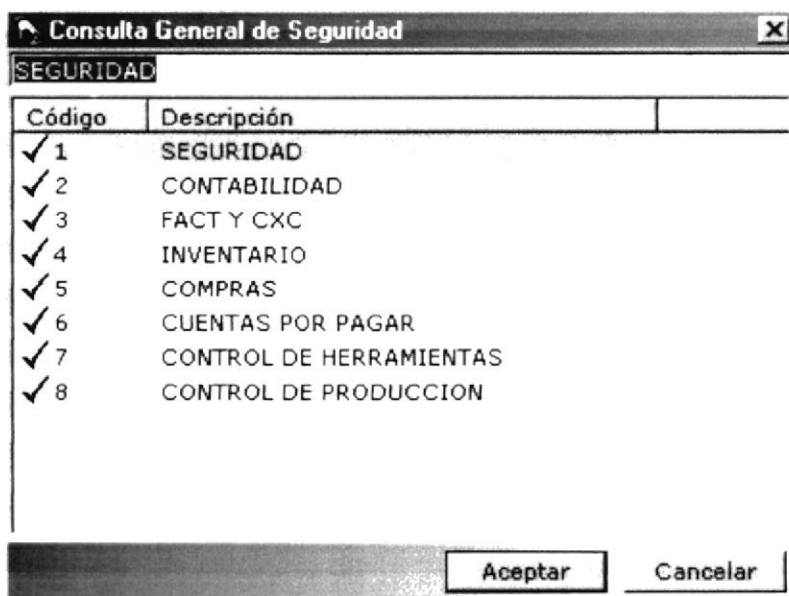 Consulta General de Seguridad
SEGURIDAD
Código Descripción
1 SEGURIDAD
2 CONTABILIDAD
3 FACT Y CXC
4 INVENTARIO
5 COMPRAS
6 CUENTAS POR PAGAR
7 CONTROL DE HERRAMIENTAS
8 CONTROL DE PRODUCCION
Aceptar Cancelar